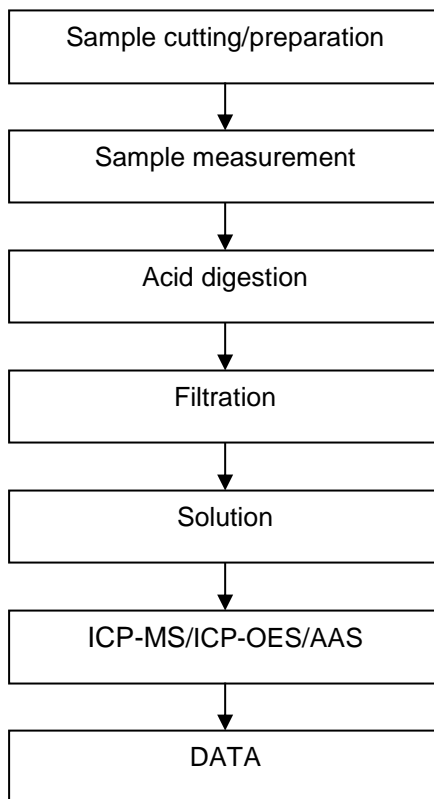 Sample cutting/preparation
Sample measurement
Acid digestion
Filtration
Solution
ICP-MS/ICP-OES/AAS
DATA